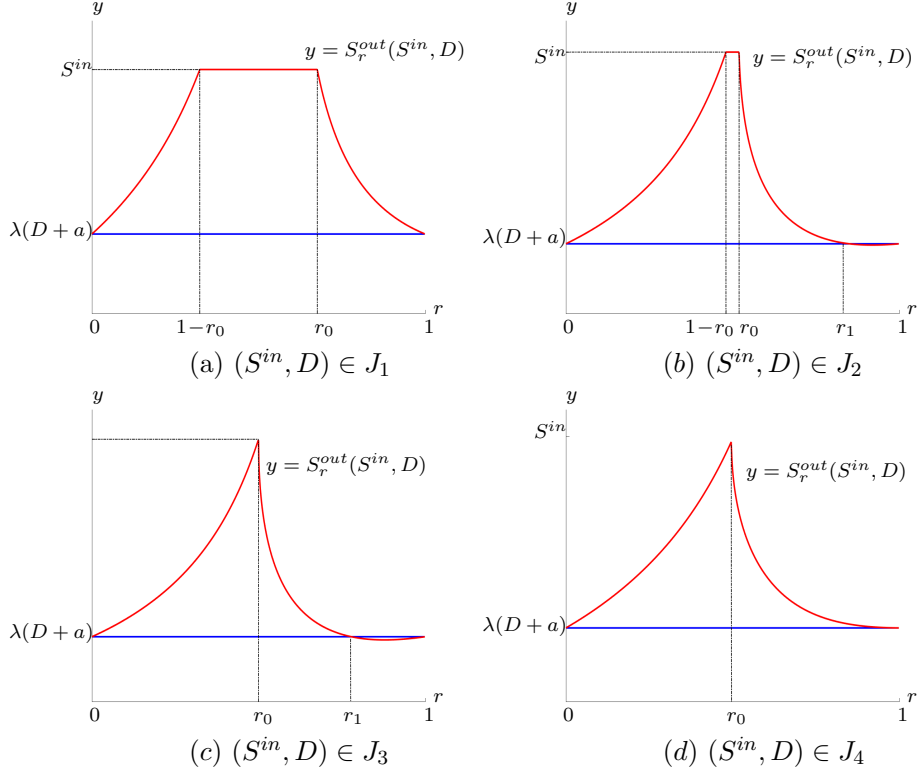 y
y = S_r^{out}(S^{in}, D)
S^{in}
λ(D + a)
r
0
1−r_0
r_0
1
(a) (S^{in}, D) ∈ J_1
y
S^{in}
y = S_r^{out}(S^{in}, D)
λ(D + a)
r
0
1−r_0
r_0
r_1
1
(b) (S^{in}, D) ∈ J_2
y
y = S_r^{out}(S^{in}, D)
λ(D + a)
r
0
r_0
r_1
1
(c) (S^{in}, D) ∈ J_3
y
S^{in}
y = S_r^{out}(S^{in}, D)
λ(D + a)
r
0
r_0
1
(d) (S^{in}, D) ∈ J_4